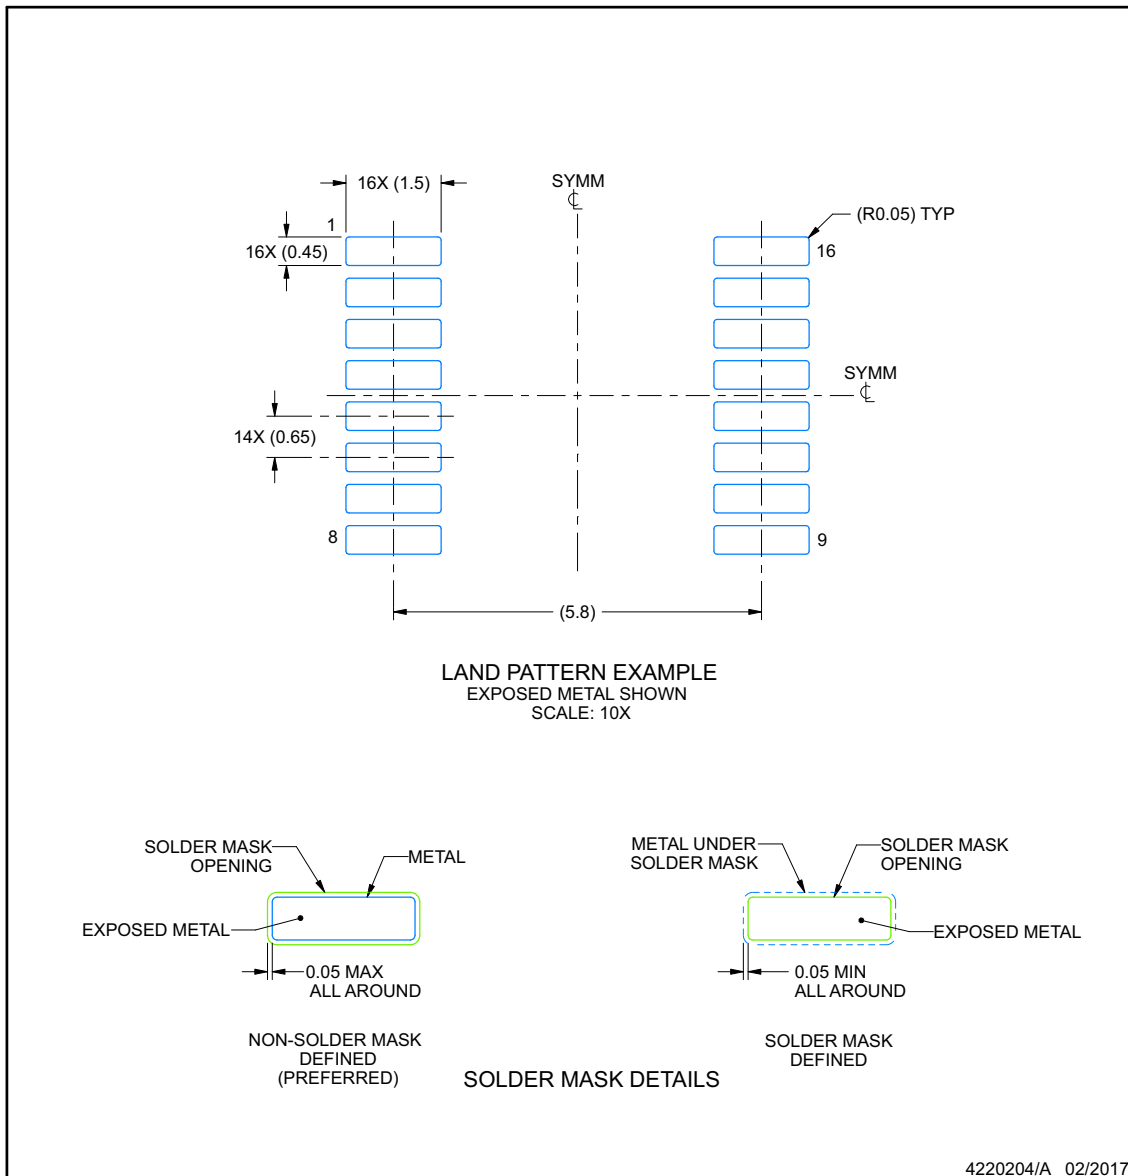 16X (1.5)
SYMM
℄
(R0.05) TYP
1
16
16X (0.45)
SYMM
℄
14X (0.65)
8
9
(5.8)
LAND PATTERN EXAMPLE
EXPOSED METAL SHOWN
SCALE: 10X
SOLDER MASK
OPENING
METAL
EXPOSED METAL
0.05 MAX
ALL AROUND
NON-SOLDER MASK
DEFINED
(PREFERRED)
METAL UNDER
SOLDER MASK
SOLDER MASK
OPENING
EXPOSED METAL
0.05 MIN
ALL AROUND
SOLDER MASK
DEFINED
SOLDER MASK DETAILS
4220204/A 02/2017